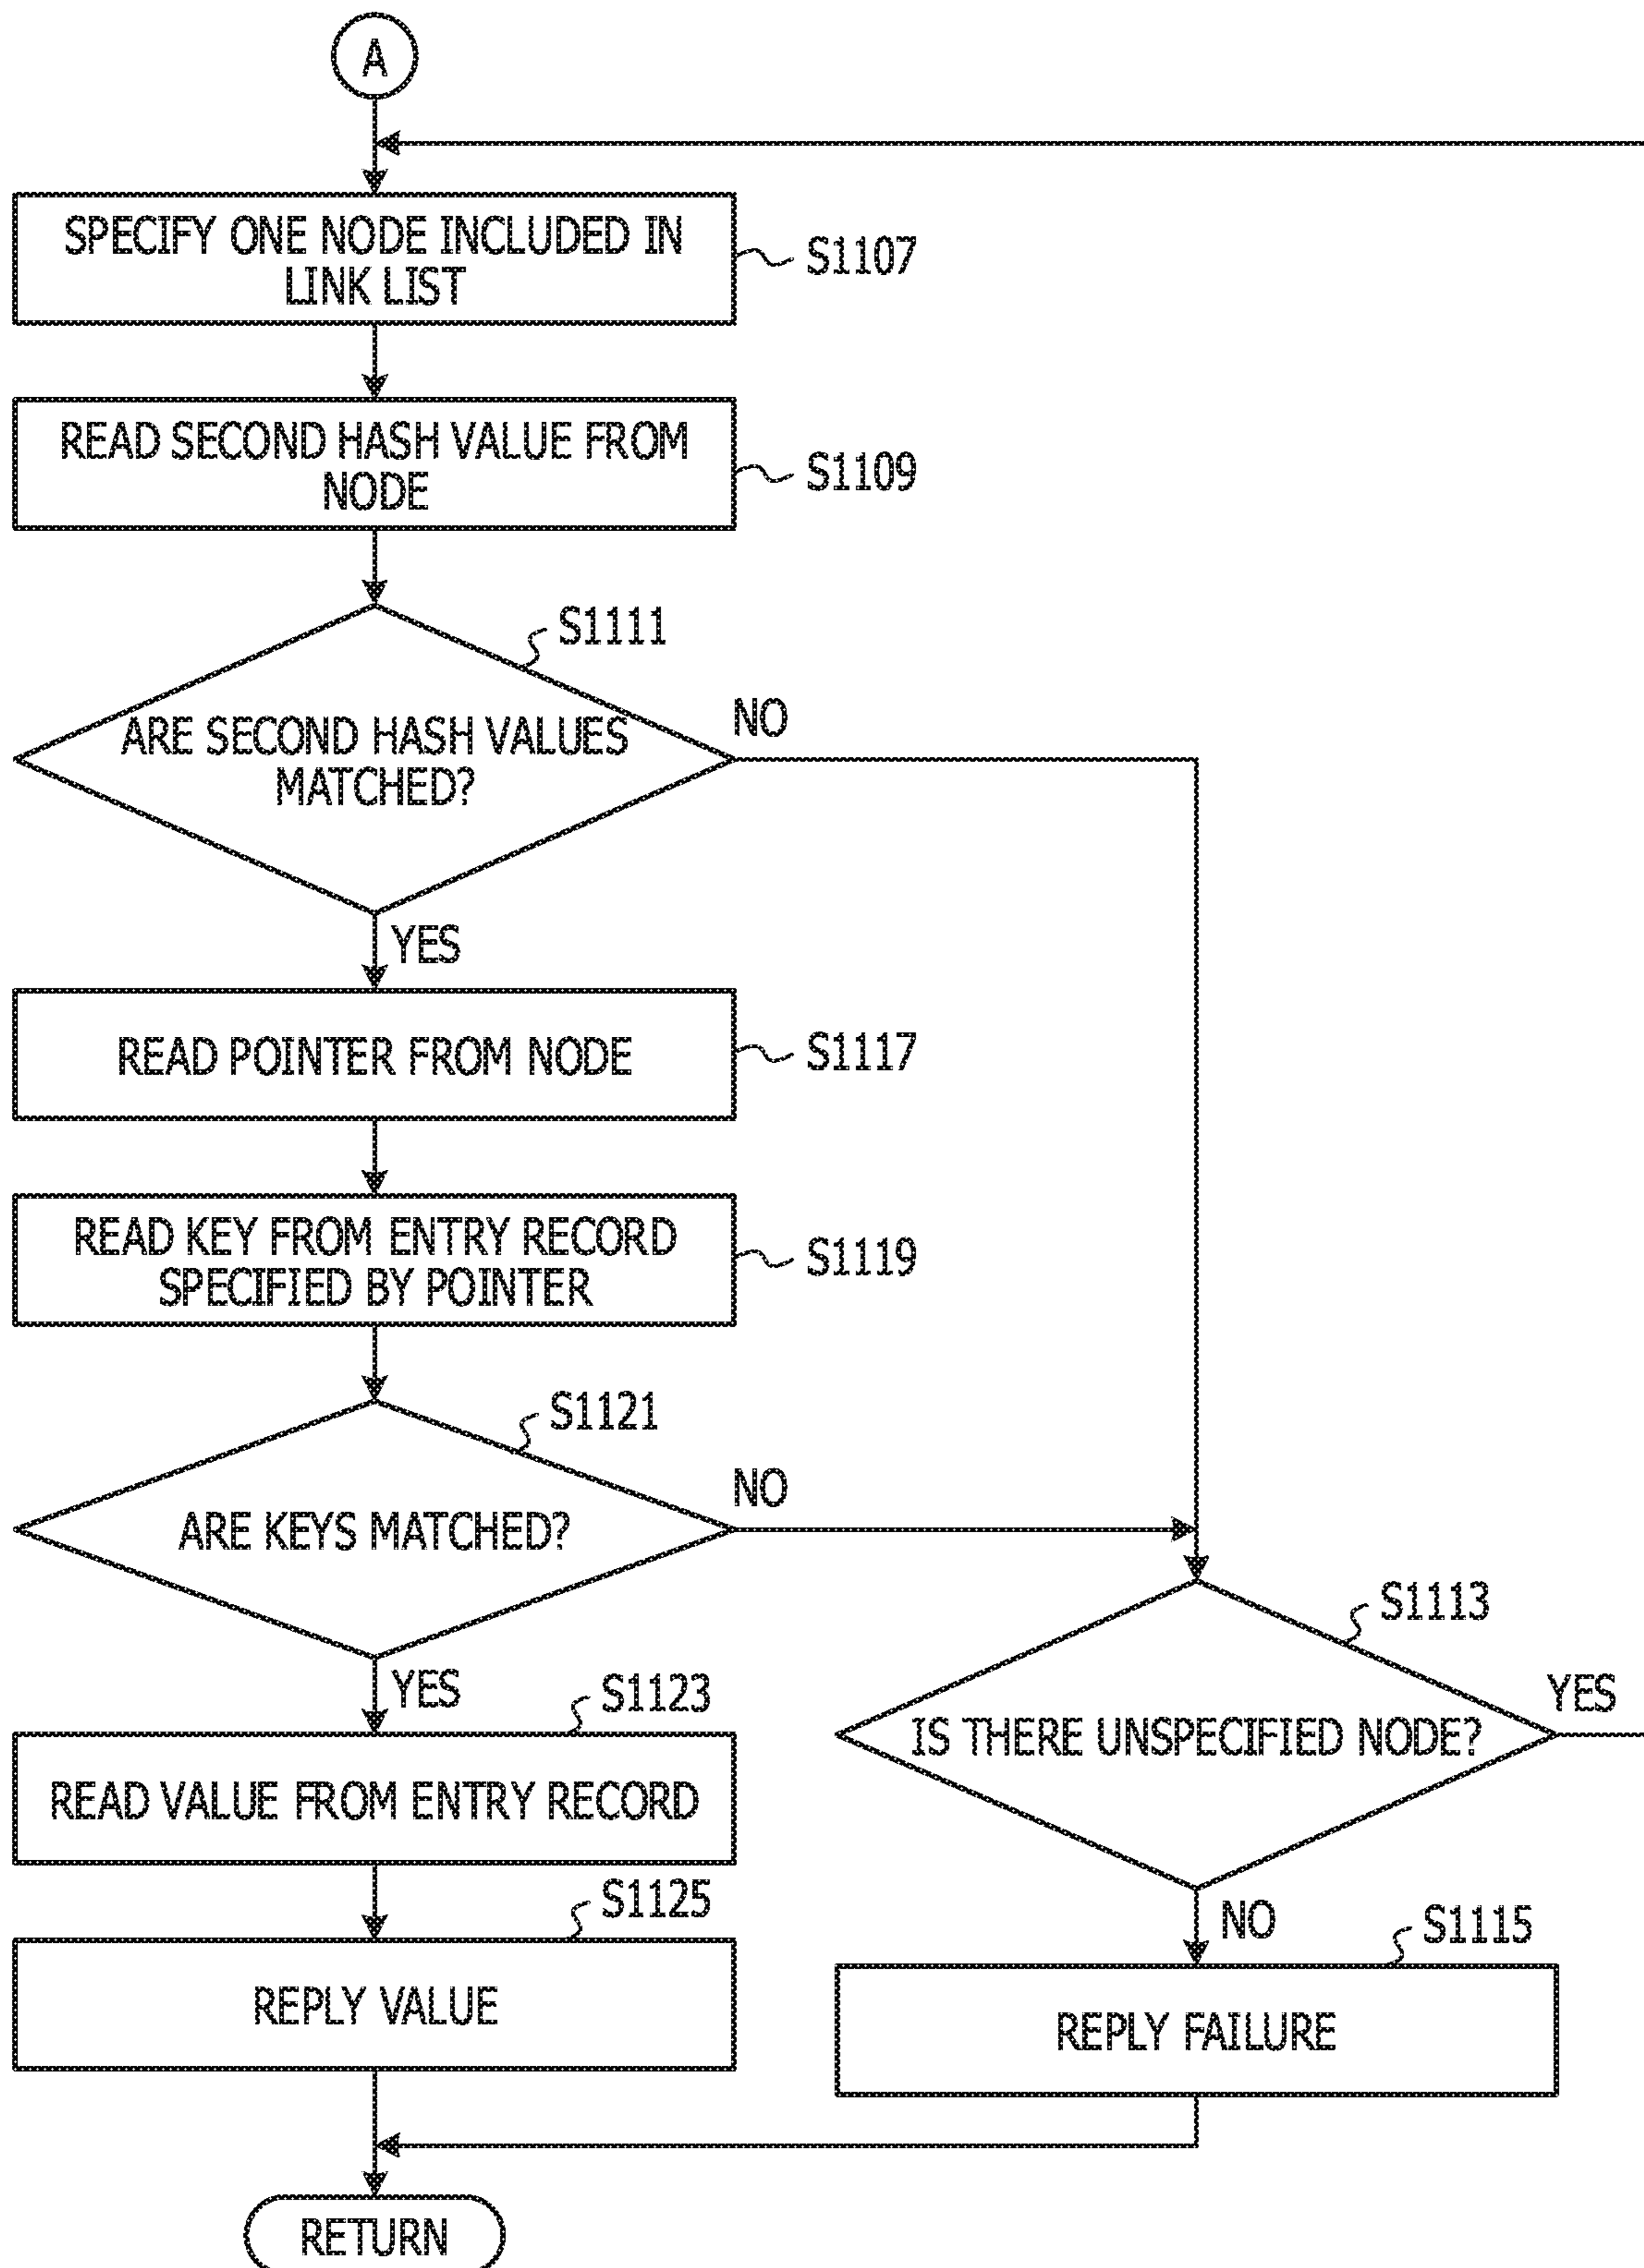 A
SPECIFY ONE NODE INCLUDED IN
LINK LIST
S1107
READ SECOND HASH VALUE FROM
NODE
S1109
S1111
ARE SECOND HASH VALUES
MATCHED?
NO
YES
READ POINTER FROM NODE
S1117
READ KEY FROM ENTRY RECORD
SPECIFIED BY POINTER
S1119
S1121
ARE KEYS MATCHED?
NO
YES
S1113
IS THERE UNSPECIFIED NODE?
YES
NO
S1123
READ VALUE FROM ENTRY RECORD
S1125
REPLY VALUE
S1115
REPLY FAILURE
RETURN